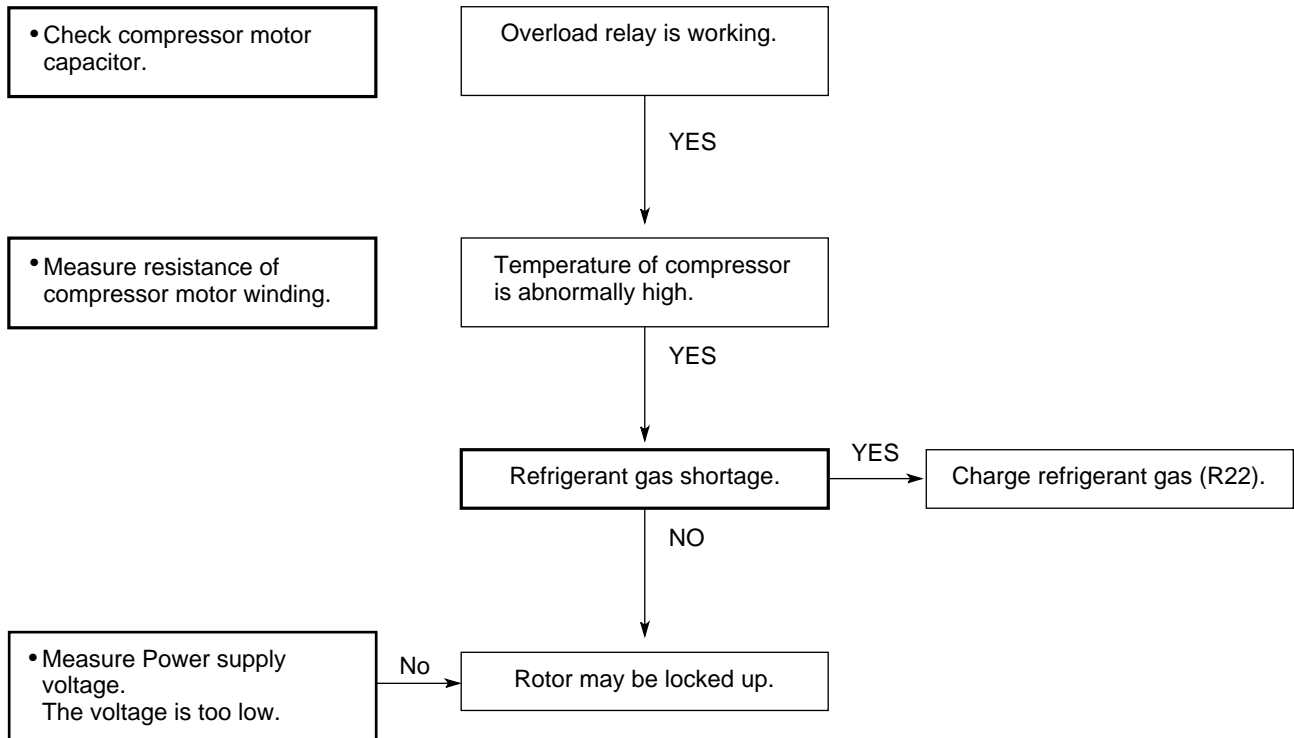 • Check compressor motor
capacitor.
Overload relay is working.
YES
• Measure resistance of
compressor motor winding.
Temperature of compressor
is abnormally high.
YES
Refrigerant gas shortage.
YES
Charge refrigerant gas (R22).
NO
• Measure Power supply
voltage.
The voltage is too low.
No
Rotor may be locked up.